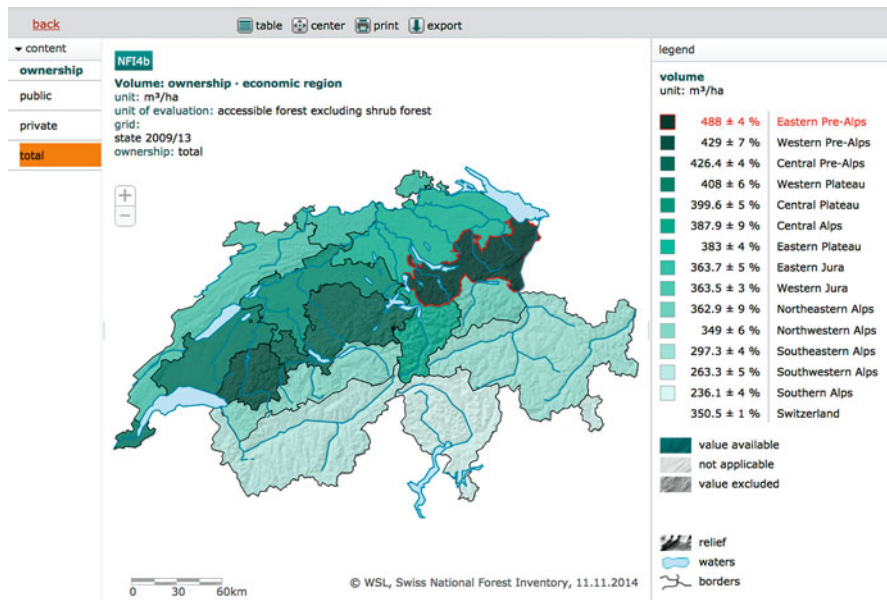 back
table center print export
content
ownership
public
private
total
NFI4b
Volume: ownership · economic region
unit: m³/ha
unit of evaluation: accessible forest excluding shrub forest
grid:
state 2009/13
ownership: total
+
−
0 30 60km
© WSL, Swiss National Forest Inventory, 11.11.2014
legend
volume
unit: m³/ha
488 ± 4 % Eastern Pre-Alps
429 ± 7 % Western Pre-Alps
426.4 ± 4 % Central Pre-Alps
408 ± 6 % Western Plateau
399.6 ± 5 % Central Plateau
387.9 ± 9 % Central Alps
383 ± 4 % Eastern Plateau
363.7 ± 5 % Eastern Jura
363.5 ± 3 % Western Jura
362.9 ± 9 % Northeastern Alps
349 ± 6 % Northwestern Alps
297.3 ± 4 % Southeastern Alps
263.3 ± 5 % Southwestern Alps
236.1 ± 4 % Southern Alps
350.5 ± 1 % Switzerland
value available
not applicable
value excluded
relief
waters
borders